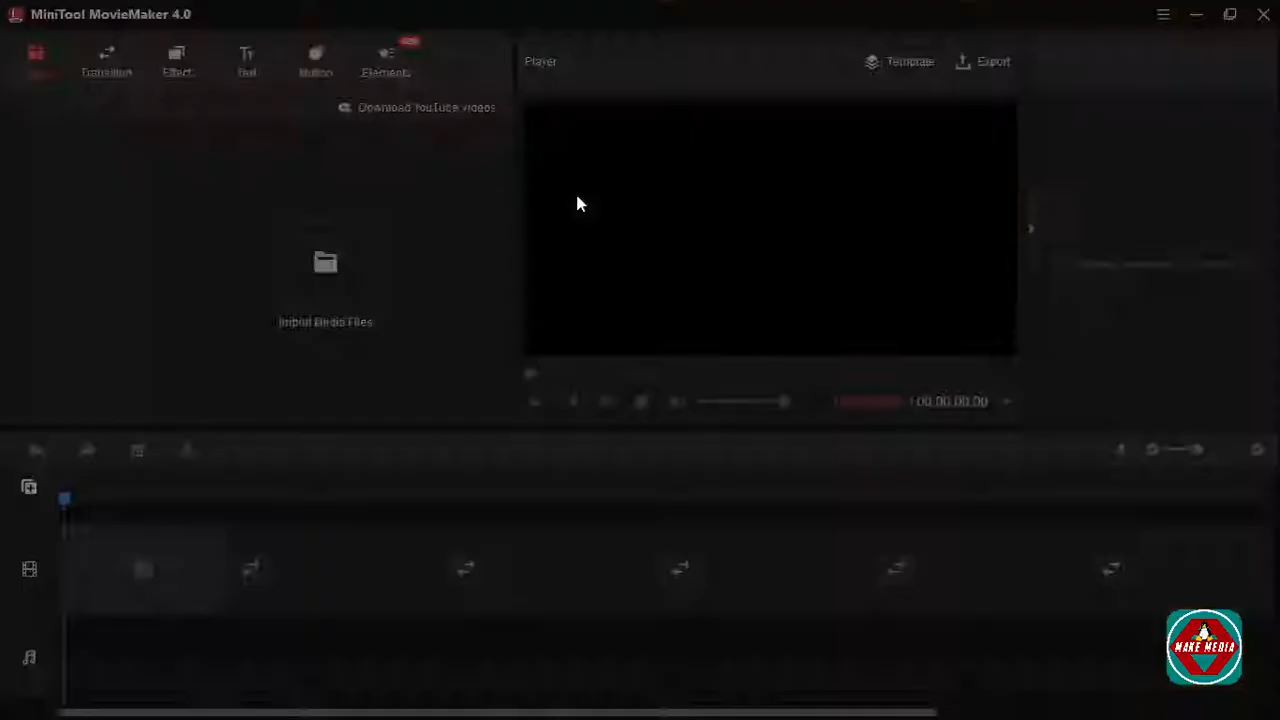 MiniTool MovieMaker 4.0
Transition
Effect
Text
Motion
Elements
Player
Template
Export
Download YouTube Videos
Import Media Files
/ 00:00:00:00
MAKE MEDIA